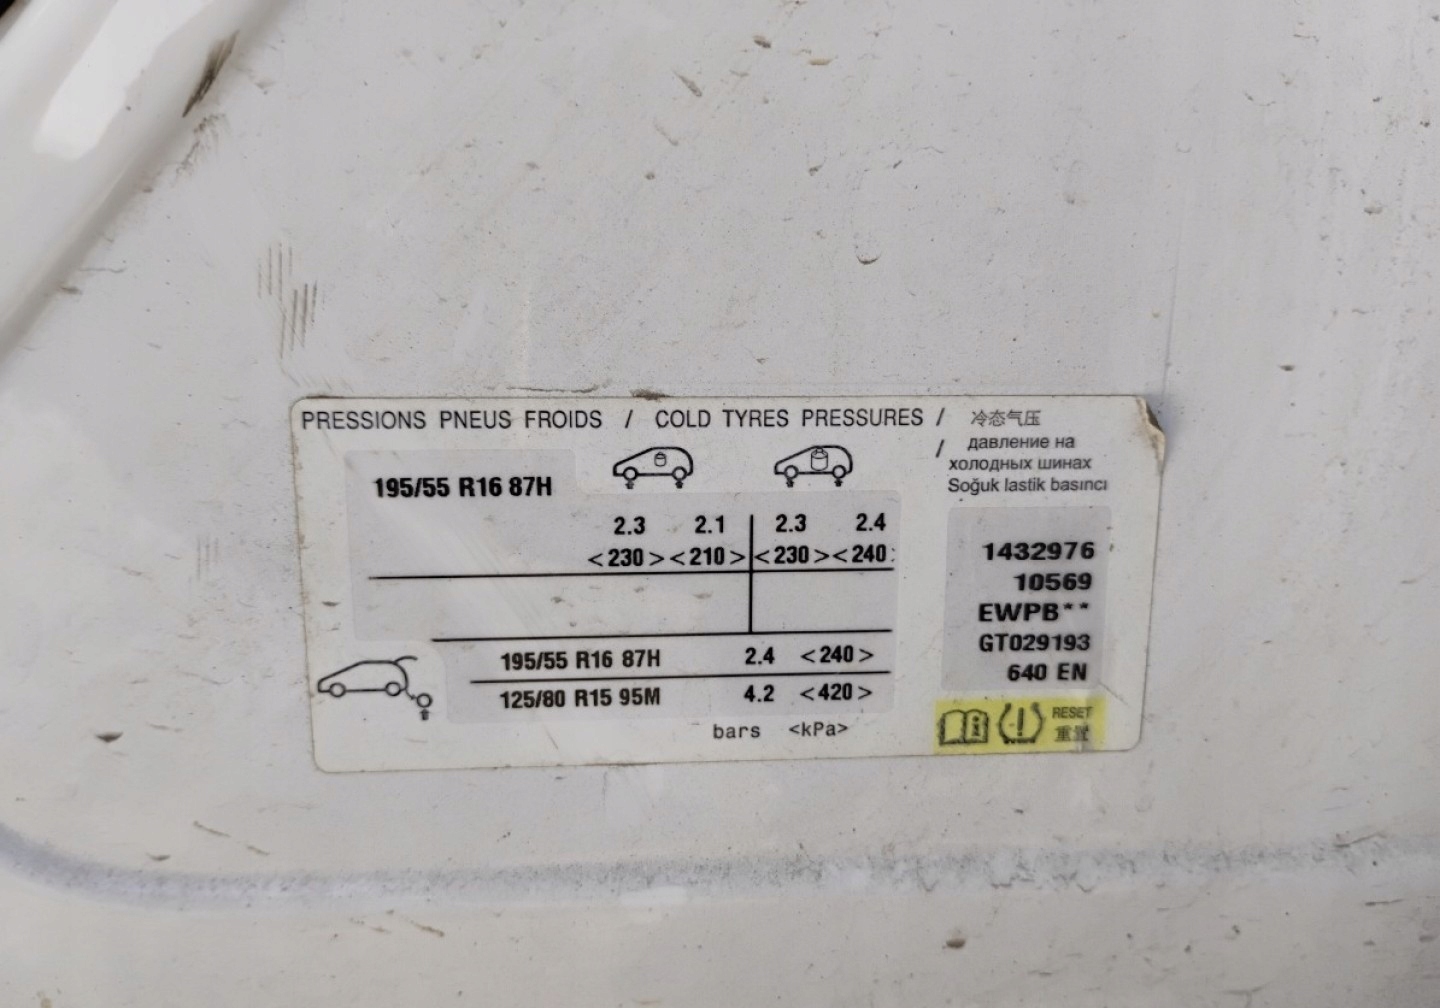 PRESSIONS PNEUS FROIDS / COLD TYRES PRESSURES / 冷态气压
/ давление на
холодных шинах
Soğuk lastik basıncı
195/55 R16 87H
2.3 2.1 2.3 2.4
<230> <210> <230> <240
195/55 R16 87H 2.4 <240>
125/80 R15 95M 4.2 <420>
bars <kPa>
1432976
10569
EWPB**
GT029193
640 EN
RESET
重置